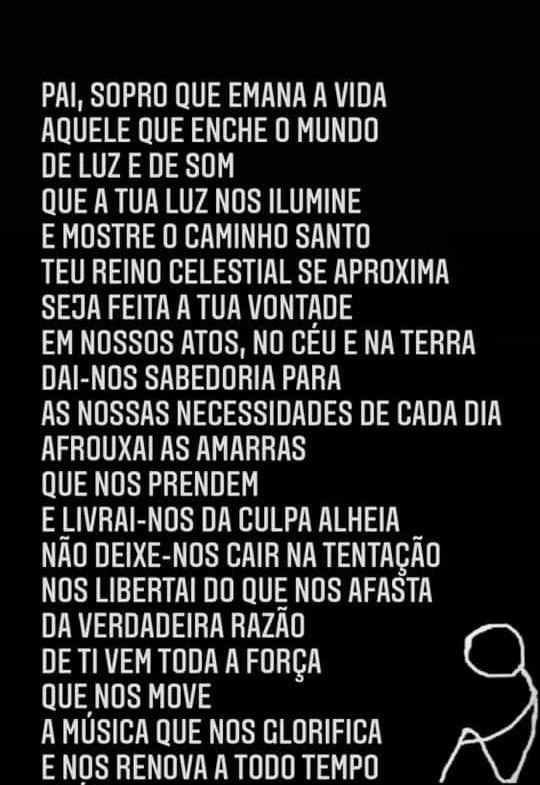 PAI, SOPRO QUE EMANA A VIDA
AQUELE QUE ENCHE O MUNDO
DE LUZ E DE SOM
QUE A TUA LUZ NOS ILUMINE
E MOSTRE O CAMINHO SANTO
TEU REINO CELESTIAL SE APROXIMA
SEJA FEITA A TUA VONTADE
EM NOSSOS ATOS, NO CÉU E NA TERRA
DAI-NOS SABEDORIA PARA
AS NOSSAS NECESSIDADES DE CADA DIA
AFROUXAI AS AMARRAS
QUE NOS PRENDEM
E LIVRAI-NOS DA CULPA ALHEIA
NÃO DEIXE-NOS CAIR NA TENTAÇÃO
NOS LIBERTAI DO QUE NOS AFASTA
DA VERDADEIRA RAZÃO
DE TI VEM TODA A FORÇA
QUE NOS MOVE
A MÚSICA QUE NOS GLORIFICA
E NOS RENOVA A TODO TEMPO